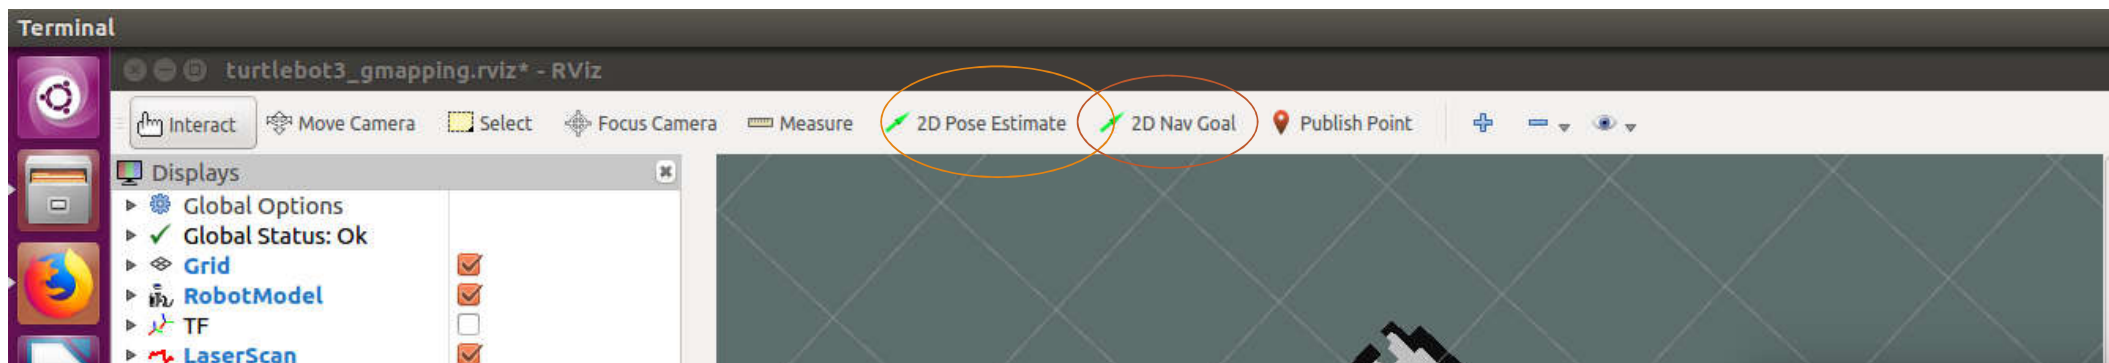 Terminal
turtlebot3_gmapping.rviz* - RViz
Interact Move Camera Select Focus Camera Measure 2D Pose Estimate 2D Nav Goal Publish Point
Displays
Global Options
Global Status: Ok
Grid
RobotModel
TF
LaserScan